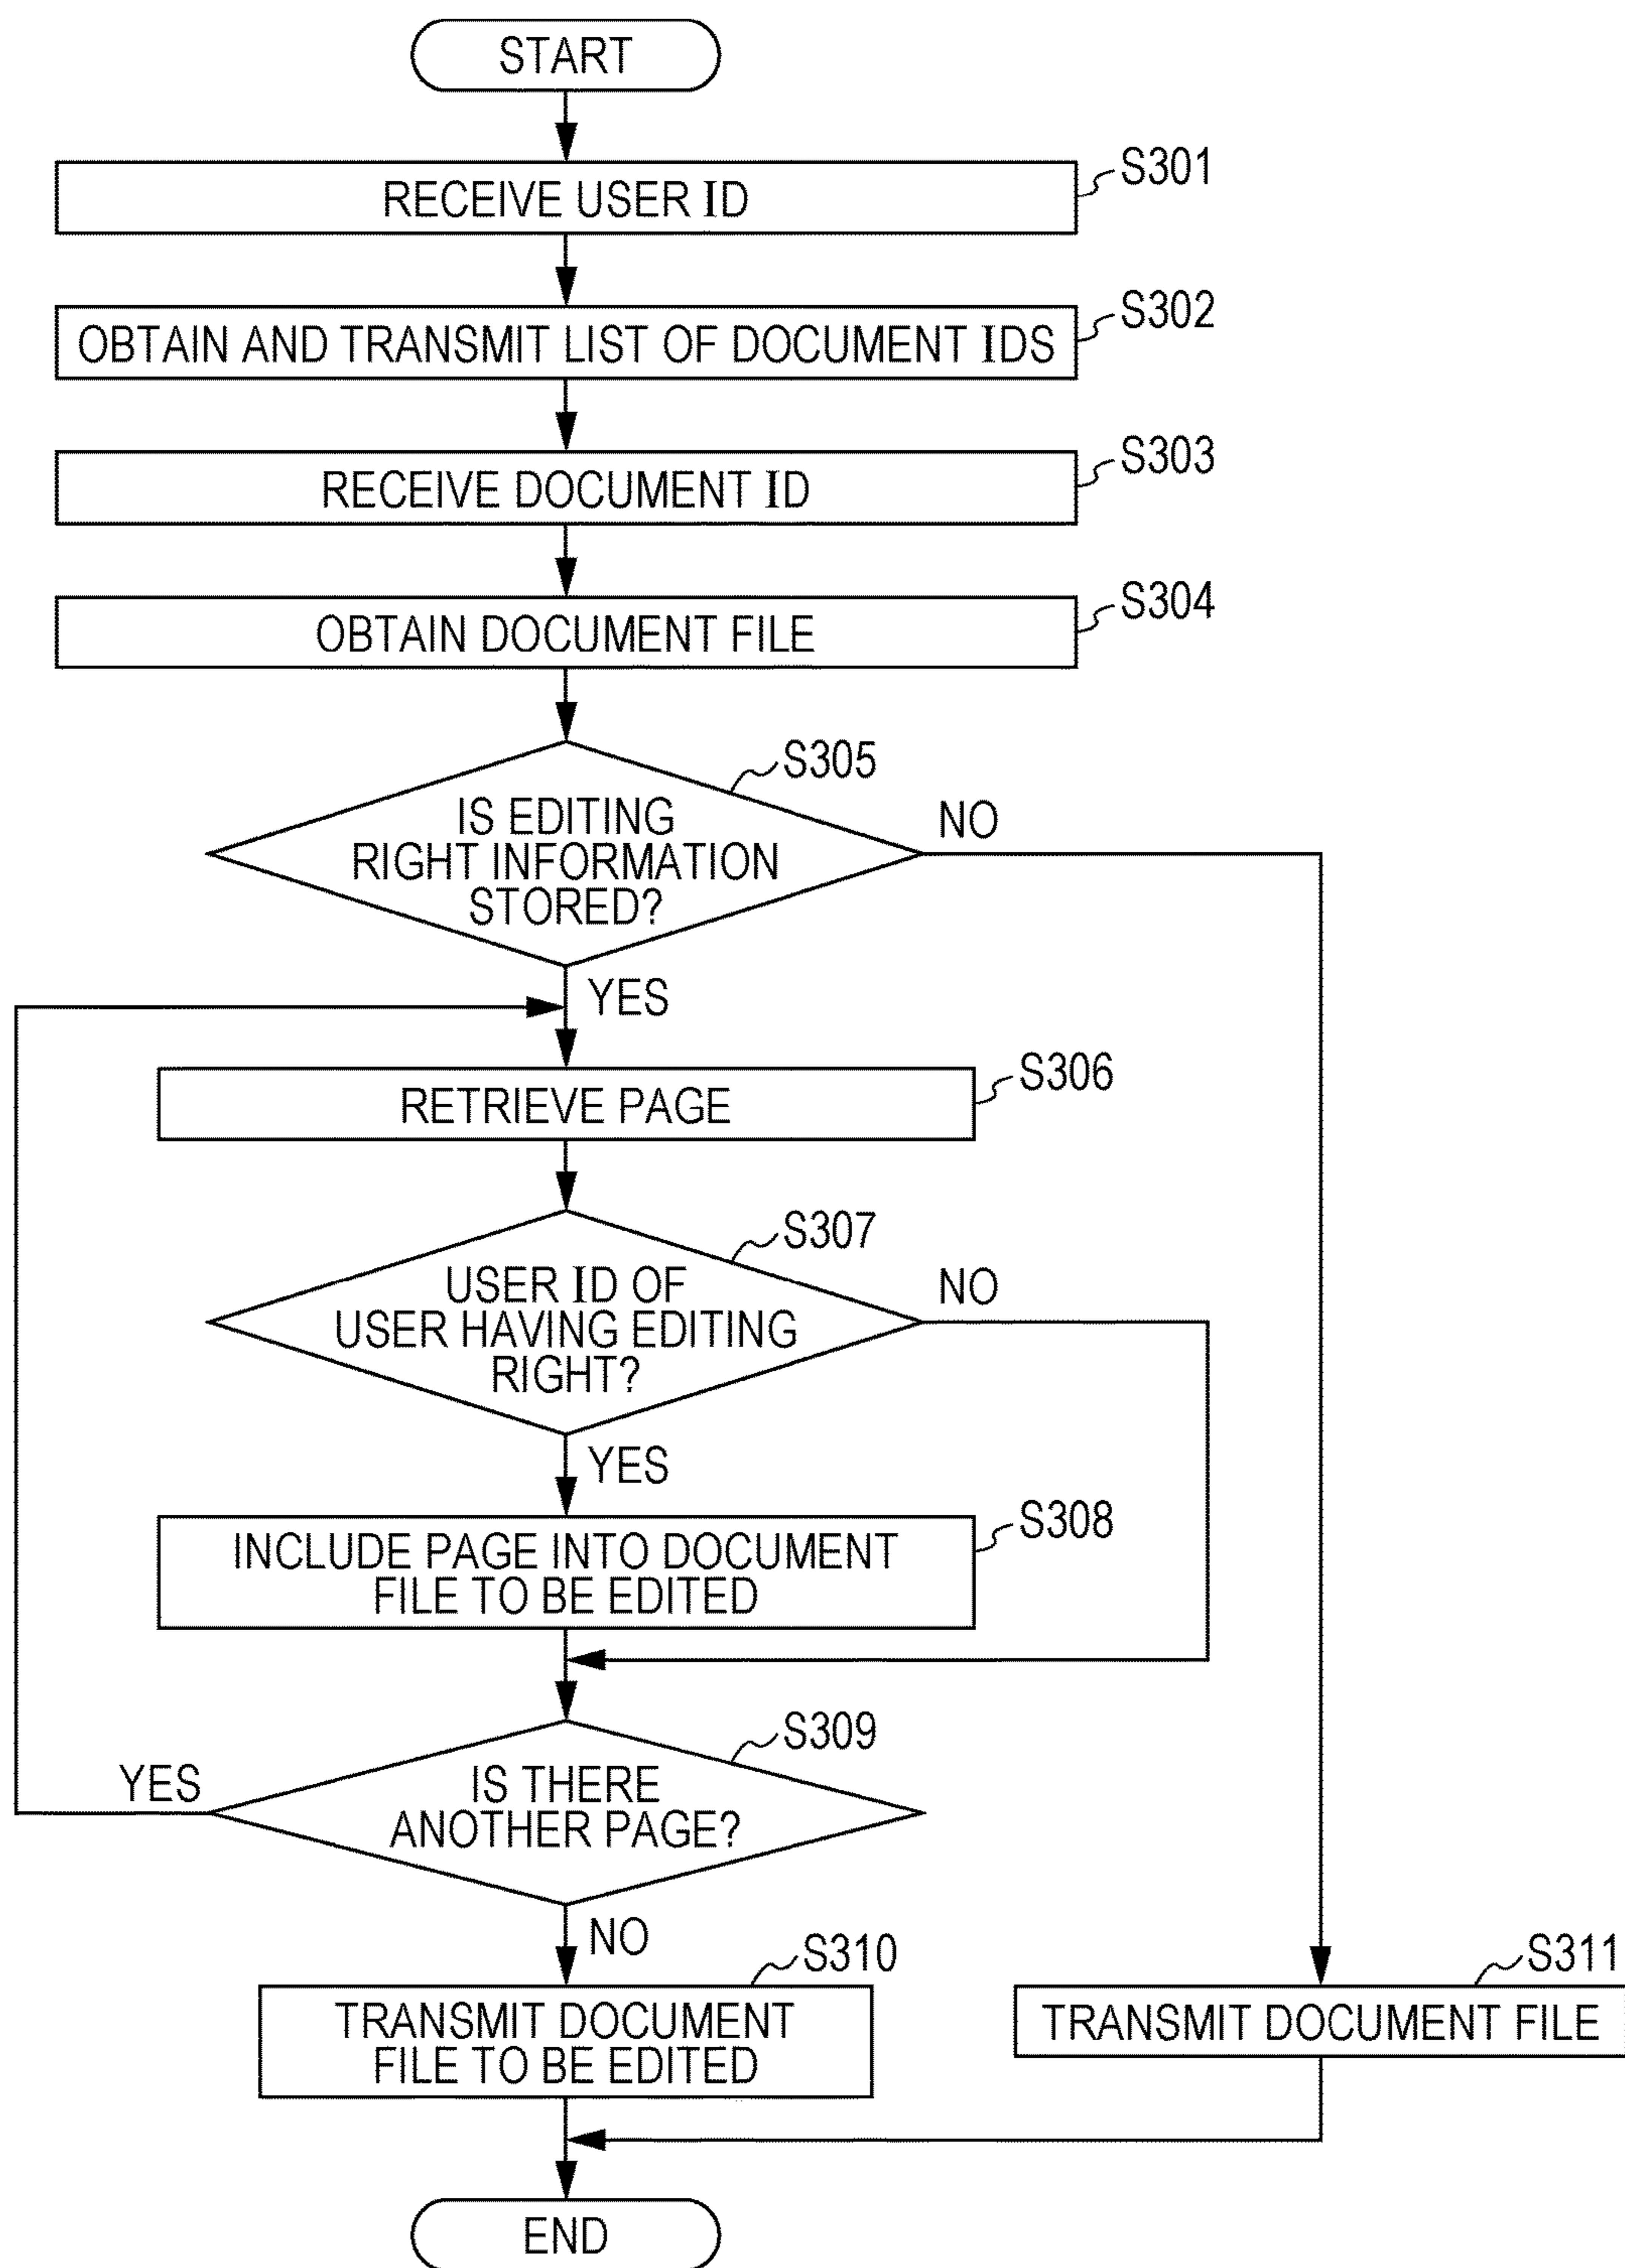 START
RECEIVE USER ID
S301
OBTAIN AND TRANSMIT LIST OF DOCUMENT IDS
S302
RECEIVE DOCUMENT ID
S303
OBTAIN DOCUMENT FILE
S304
S305
IS EDITING
RIGHT INFORMATION
STORED?
NO
YES
RETRIEVE PAGE
S306
S307
USER ID OF
USER HAVING EDITING
RIGHT?
NO
YES
INCLUDE PAGE INTO DOCUMENT
FILE TO BE EDITED
S308
S309
IS THERE
ANOTHER PAGE?
YES
NO
S310
TRANSMIT DOCUMENT
FILE TO BE EDITED
S311
TRANSMIT DOCUMENT FILE
END